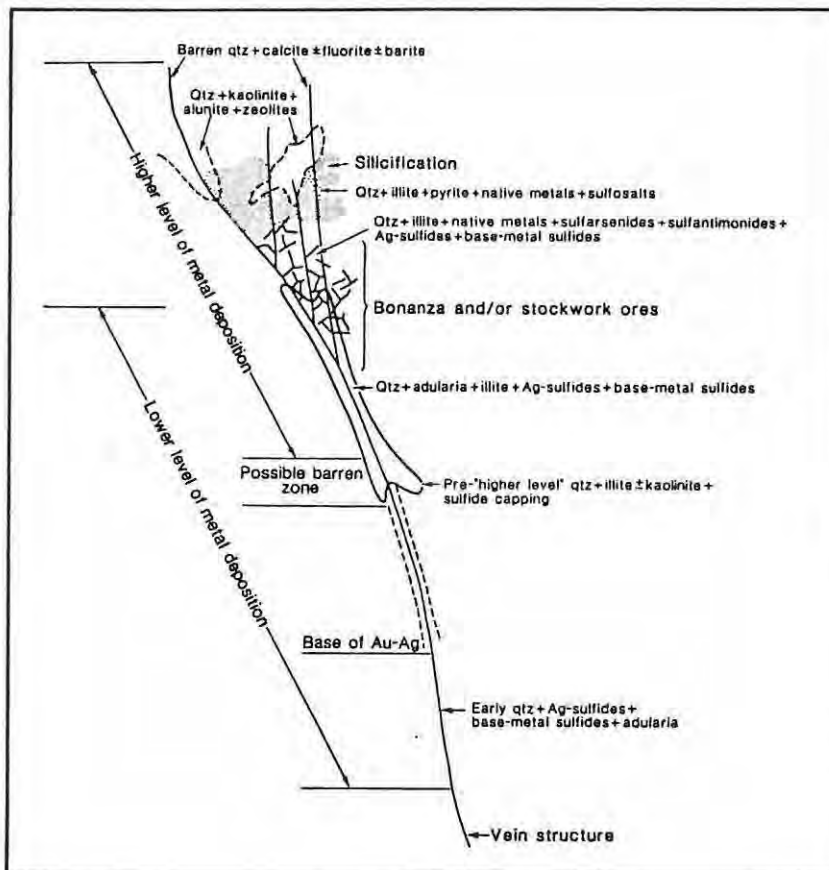 Barren qtz+calcite±fluorite±barite
Qtz+kaolinite+
alunite+zeolites
Silicification
Qtz+illite+pyrite+native metals+sulfosalts
Qtz+illite+native metals+sulfarsenides+sulfantimonides+
Ag-sulfides+base-metal sulfides
Higher level of metal deposition
Bonanza and/or stockwork ores
Qtz+adularia+illite+Ag-sulfides+base-metal sulfides
Possible barren
zone
Pre-"higher level" qtz+illite±kaolinite+
sulfide capping
Lower level of metal deposition
Base of Au-Ag
Early qtz+Ag-sulfides+
base-metal sulfides+adularia
Vein structure